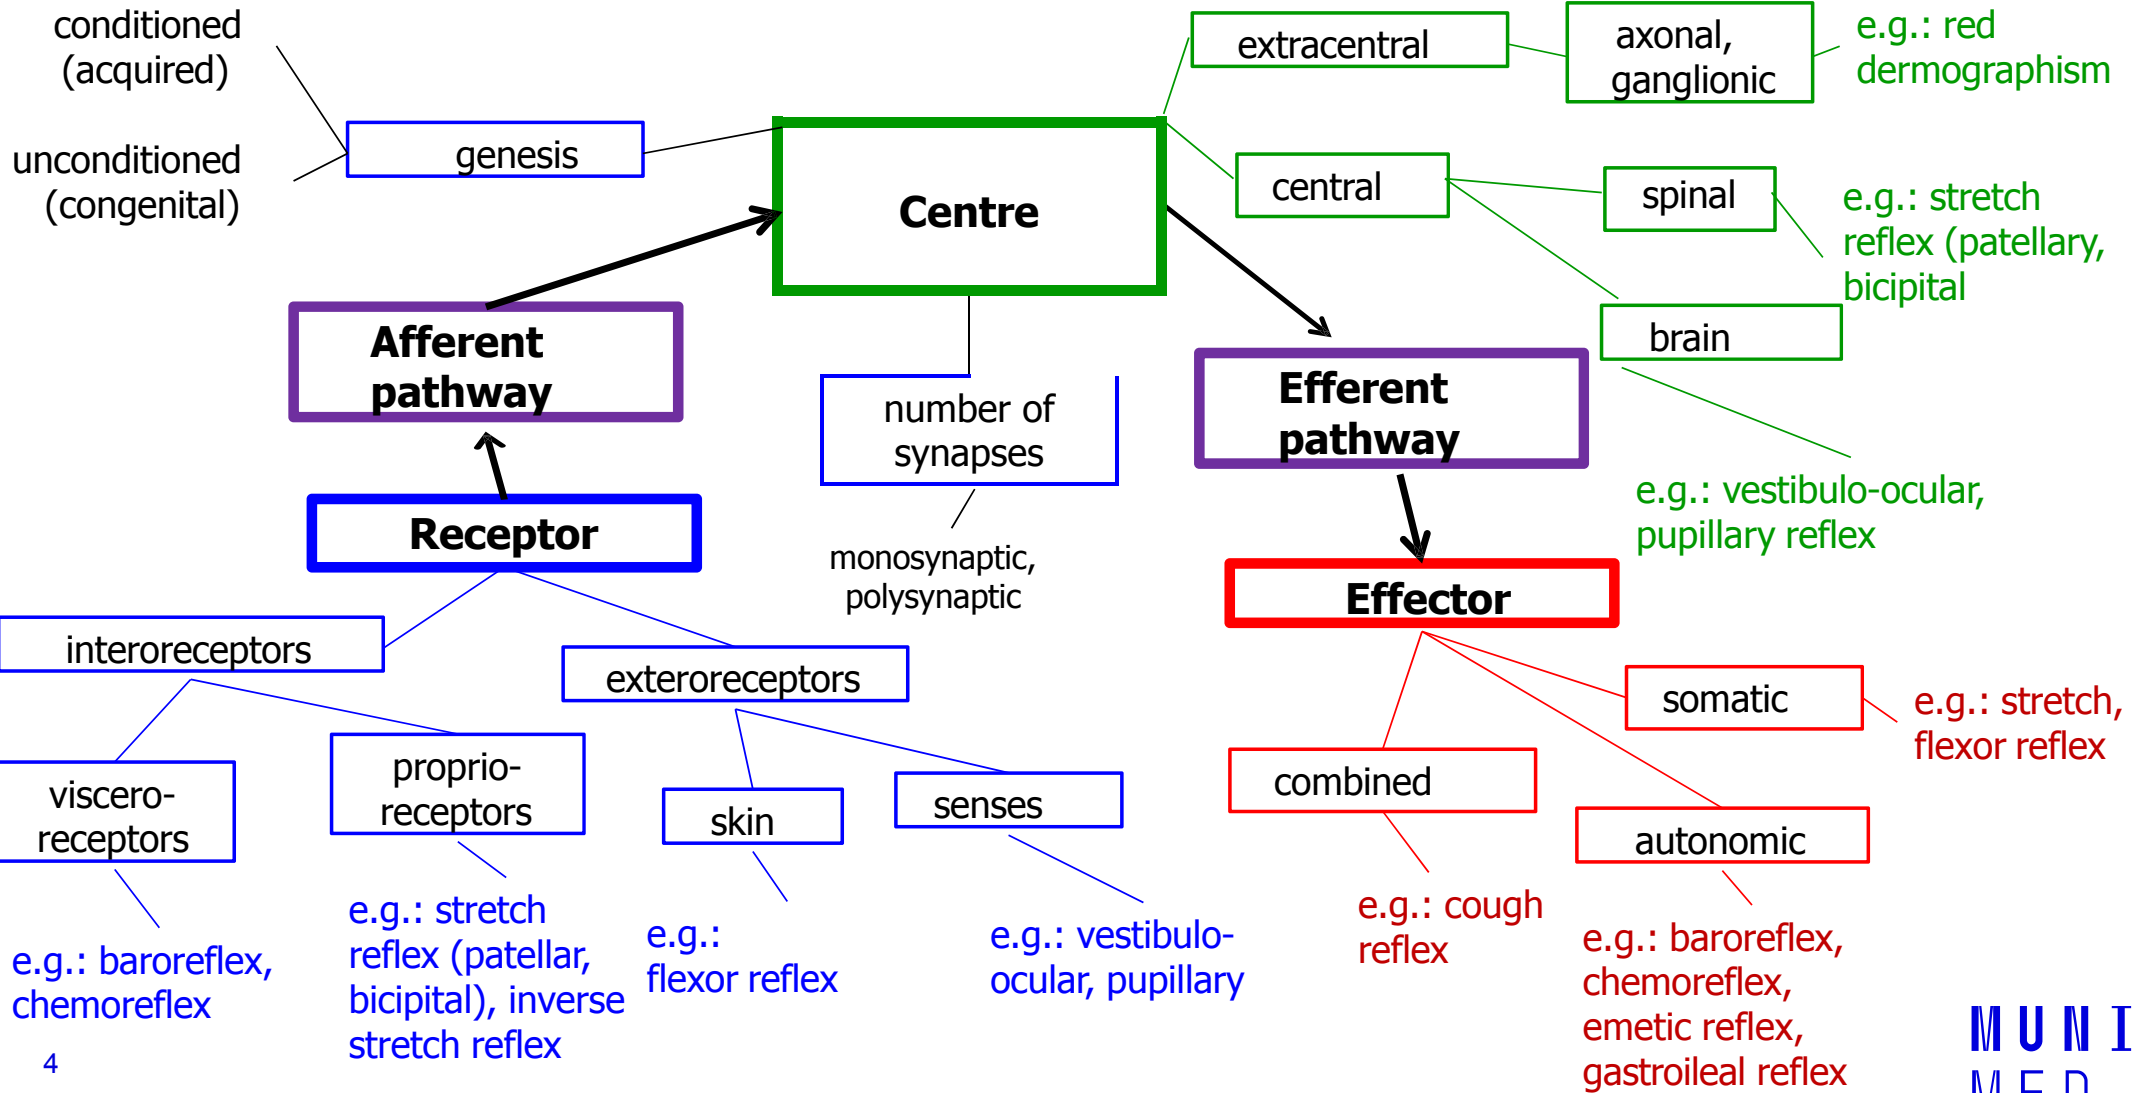 conditioned
(acquired)
unconditioned
(congenital)
genesis
Centre
extracentral
axonal,
ganglionic
e.g.: red
dermographism
central
spinal
e.g.: stretch
reflex (patellary,
bicipital
brain
e.g.: vestibulo-ocular,
pupillary reflex
Afferent
pathway
number of
synapses
monosynaptic,
polysynaptic
Efferent
pathway
Receptor
Effector
interoreceptors
exteroreceptors
viscero-
receptors
proprio-
receptors
skin
senses
e.g.: baroreflex,
chemoreflex
e.g.: stretch
reflex (patellar,
bicipital), inverse
stretch reflex
e.g.:
flexor reflex
e.g.: vestibulo-
ocular, pupillary
somatic
e.g.: stretch,
flexor reflex
combined
autonomic
e.g.: cough
reflex
e.g.: baroreflex,
chemoreflex,
emetic reflex,
gastroileal reflex
4
MUNI
MED